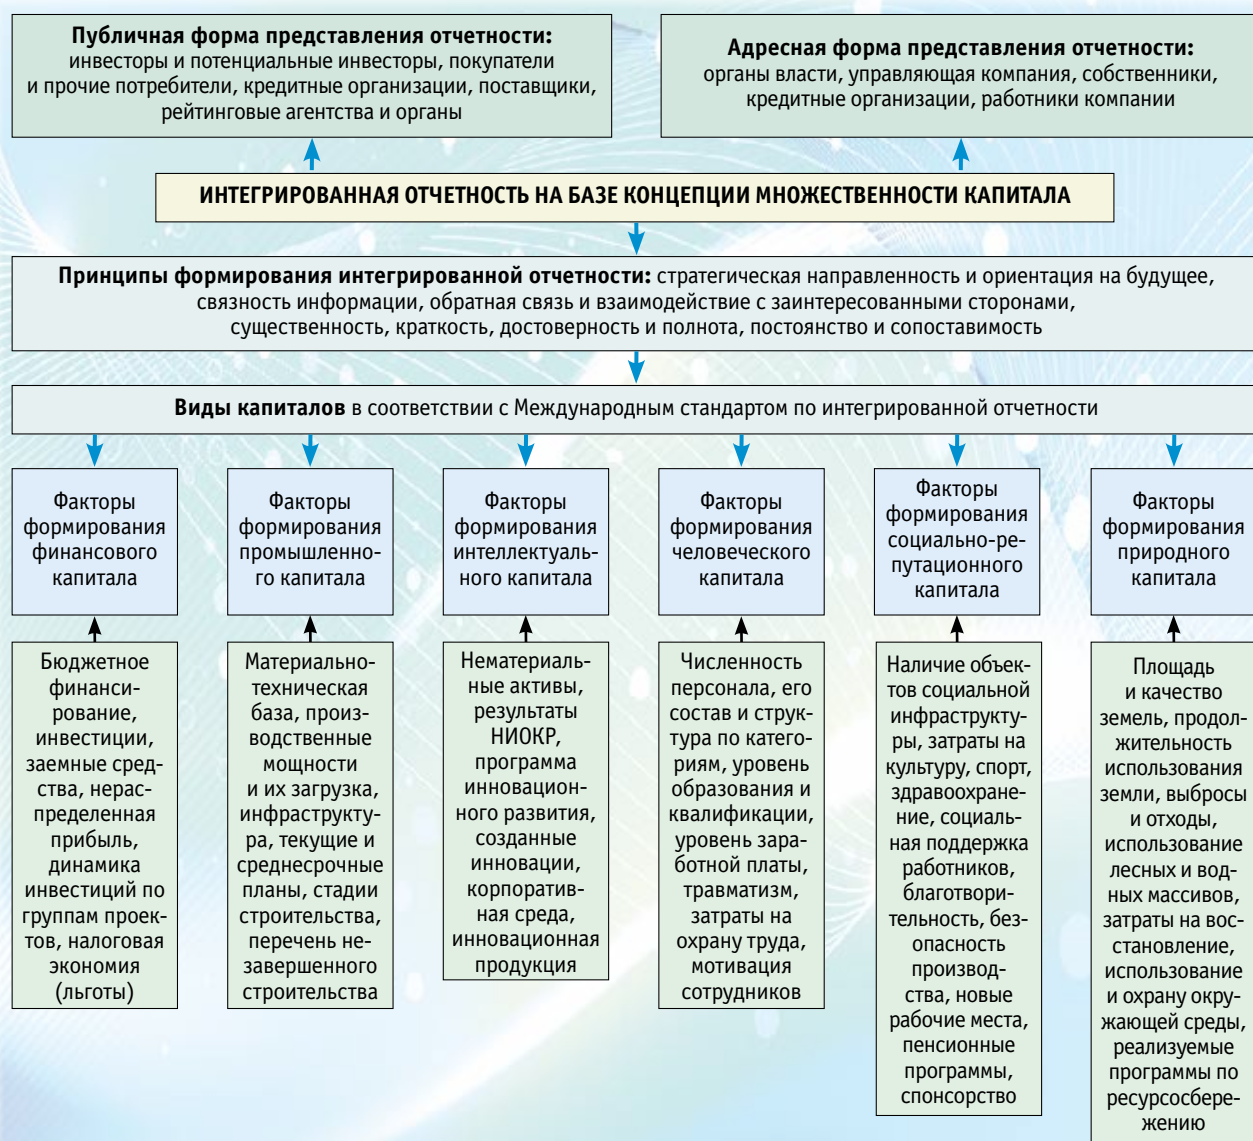 Публичная форма представления отчетности:
инвесторы и потенциальные инвесторы, покупатели
и прочие потребители, кредитные организации, поставщики,
рейтинговые агентства и органы
Адресная форма представления отчетности:
органы власти, управляющая компания, собственники,
кредитные организации, работники компании
ИНТЕГРИРОВАННАЯ ОТЧЕТНОСТЬ НА БАЗЕ КОНЦЕПЦИИ МНОЖЕСТВЕННОСТИ КАПИТАЛА
Принципы формирования интегрированной отчетности: стратегическая направленность и ориентация на будущее,
связность информации, обратная связь и взаимодействие с заинтересованными сторонами,
существенность, краткость, достоверность и полнота, постоянство и сопоставимость
Виды капиталов в соответствии с Международным стандартом по интегрированной отчетности
Факторы
формирования
финансового
капитала
Факторы
формирования
промышленно-
го капитала
Факторы
формирования
интеллектуаль-
ного капитала
Факторы
формирования
человеческого
капитала
Факторы
формирования
социально-ре-
путационного
капитала
Факторы
формирования
природного
капитала
Бюджетное
финанси-
рование,
инвестиции,
заемные сред-
ства, нерас-
пределенная
прибыль,
динамика
инвестиций по
группам проек-
тов, налоговая
экономия
(льготы)
Материально-
техническая
база, произ-
водственные
мощности
и их загрузка,
инфраструкту-
ра, текущие и
среднесрочные
планы, стадии
строительства,
перечень не-
завершенного
строительства
Нематериаль-
ные активы,
результаты
НИОКР,
программа
инновацион-
ного развития,
созданные
инновации,
корпоратив-
ная среда,
инновационная
продукция
Численность
персонала, его
состав и струк-
тура по катего-
риям, уровень
образования и
квалификации,
уровень зара-
ботной платы,
травматизм,
затраты на
охрану труда,
мотивация
сотрудников
Наличие объек-
тов социальной
инфраструкту-
ры, затраты на
культуру, спорт,
здравоохране-
ние, социаль-
ная поддержка
работников,
благотвори-
тельность, без-
опасность
производ-
ства, новые
рабочие места,
пенсионные
программы,
спонсорство
Площадь
и качество
земель, продол-
жительность
использования
земли, выбросы
и отходы,
использование
лесных и вод-
ных массивов,
затраты на вос-
становление,
использование
и охрану окру-
жающей среды,
реализуемые
программы по
ресурсосбере-
жению